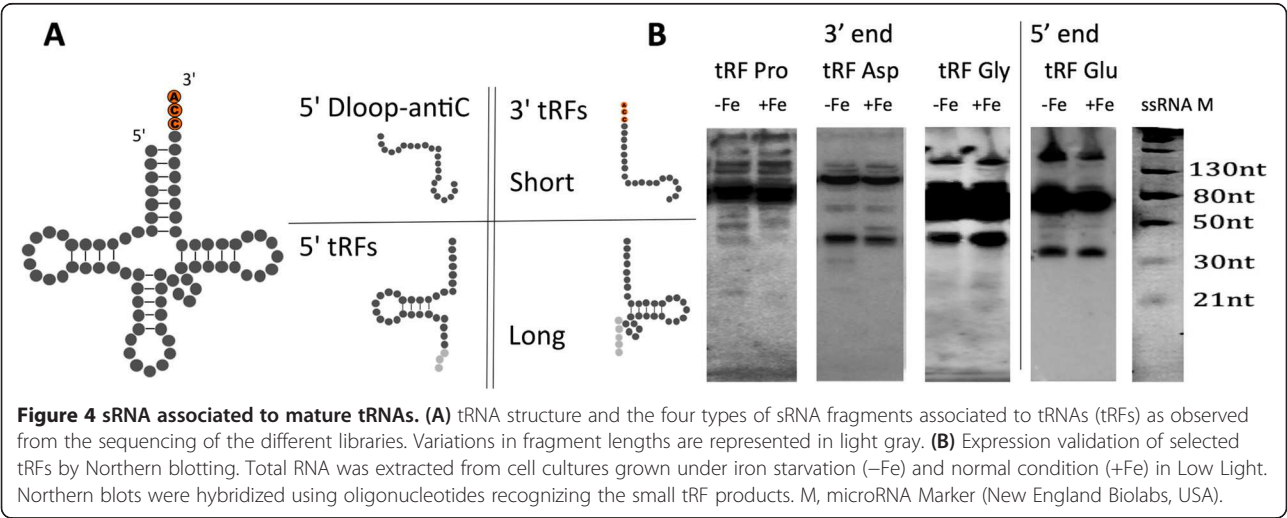 A
3'
A
C
C
5'
5' Dloop-antiC
3' tRFs
A
C
C
Short
5' tRFs
Long
B
3' end
5' end
tRF Pro
tRF Asp
tRF Gly
tRF Glu
-Fe +Fe
-Fe +Fe
-Fe +Fe
-Fe +Fe
ssRNA M
130nt
80nt
50nt
30nt
21nt
Figure 4 sRNA associated to mature tRNAs. (A) tRNA structure and the four types of sRNA fragments associated to tRNAs (tRFs) as observed
from the sequencing of the different libraries. Variations in fragment lengths are represented in light gray. (B) Expression validation of selected
tRFs by Northern blotting. Total RNA was extracted from cell cultures grown under iron starvation (−Fe) and normal condition (+Fe) in Low Light.
Northern blots were hybridized using oligonucleotides recognizing the small tRF products. M, microRNA Marker (New England Biolabs, USA).